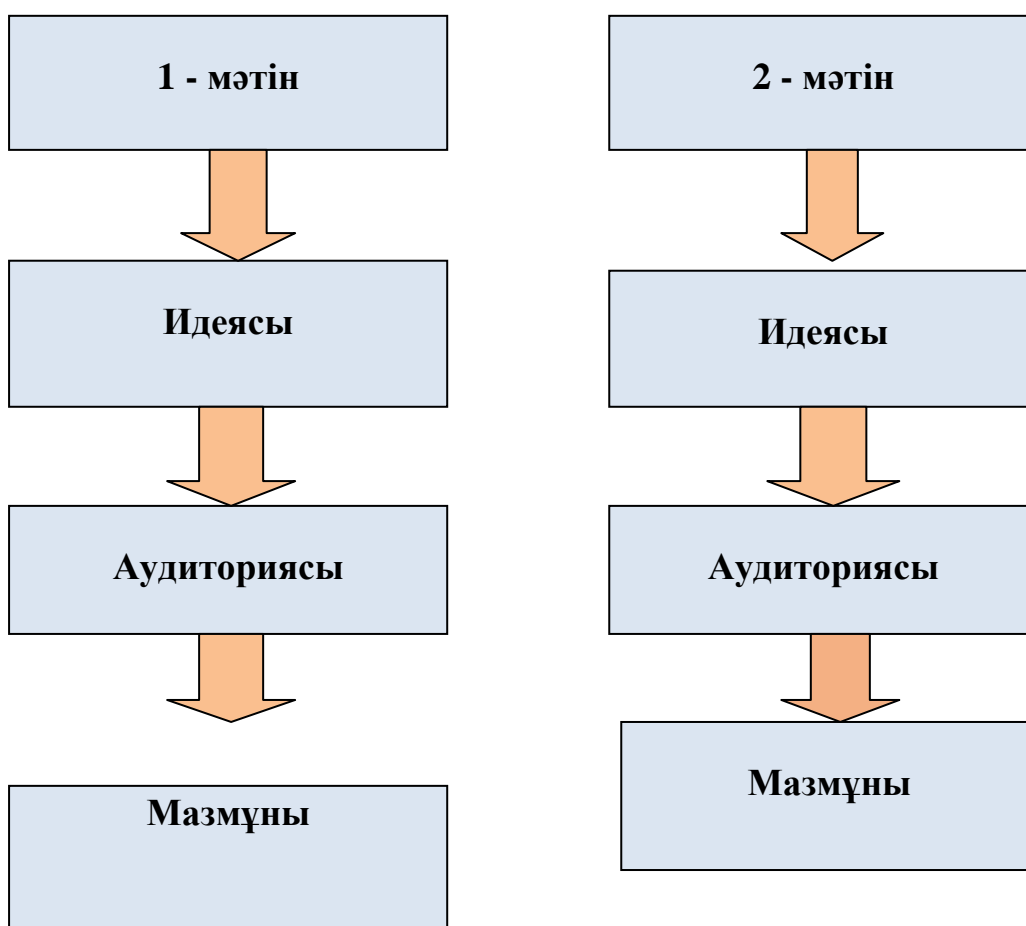 1 - мәтін
Идеясы
Аудиториясы
Мазмұны
2 - мәтін
Идеясы
Аудиториясы
Мазмұны